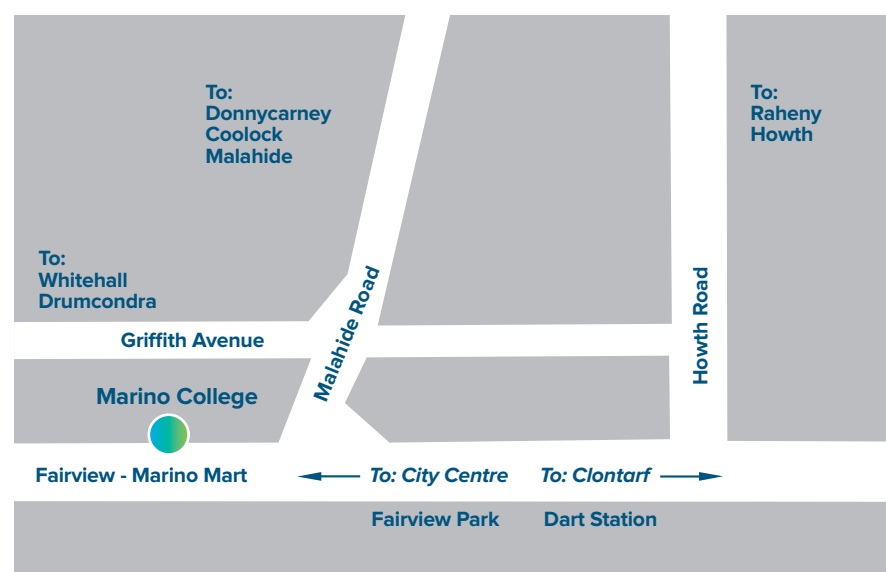 To:
Donnycarney
Coolock
Malahide
To:
Raheny
Howth
To:
Whitehall
Drumcondra
Malahide Road
Howth Road
Griffith Avenue
Marino College
Fairview - Marino Mart
To: City Centre
To: Clontarf
Fairview Park
Dart Station